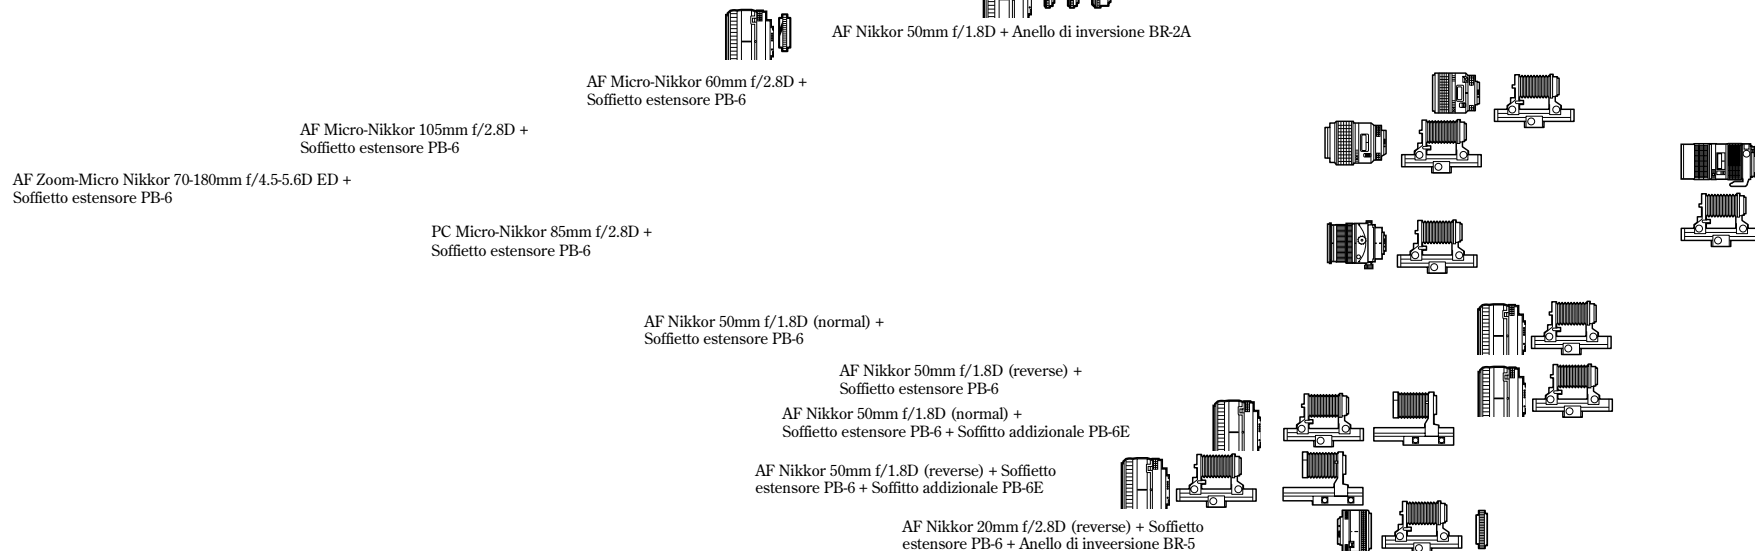 AF Nikkor 50mm f/1.8D + Anello di inversione BR-2A
AF Micro-Nikkor 60mm f/2.8D +
Soffietto estensore PB-6
AF Micro-Nikkor 105mm f/2.8D +
Soffietto estensore PB-6
AF Zoom-Micro Nikkor 70-180mm f/4.5-5.6D ED +
Soffietto estensore PB-6
PC Micro-Nikkor 85mm f/2.8D +
Soffietto estensore PB-6
AF Nikkor 50mm f/1.8D (normal) +
Soffietto estensore PB-6
AF Nikkor 50mm f/1.8D (reverse) +
Soffietto estensore PB-6
AF Nikkor 50mm f/1.8D (normal) +
Soffietto estensore PB-6 + Soffitto addizionale PB-6E
AF Nikkor 50mm f/1.8D (reverse) + Soffietto
estensore PB-6 + Soffitto addizionale PB-6E
AF Nikkor 20mm f/2.8D (reverse) + Soffietto
estensore PB-6 + Anello di inveersione BR-5